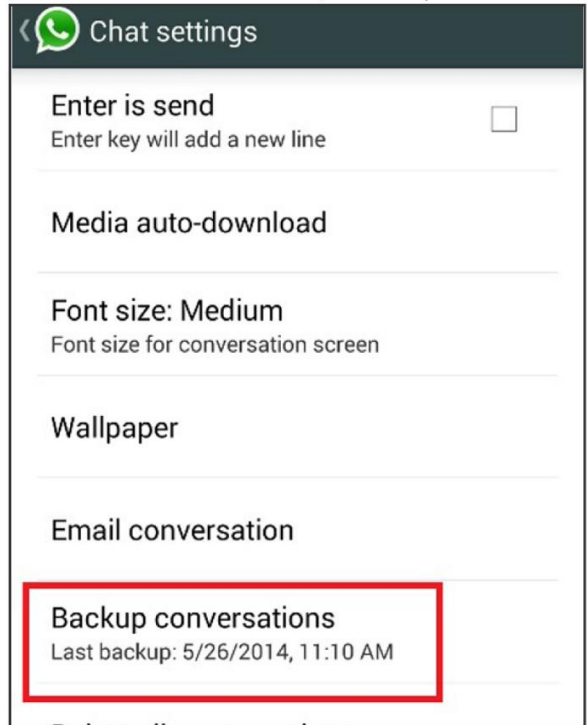 Chat settings
Enter is send
Enter key will add a new line
Media auto-download
Font size: Medium
Font size for conversation screen
Wallpaper
Email conversation
Backup conversations
Last backup: 5/26/2014, 11:10 AM